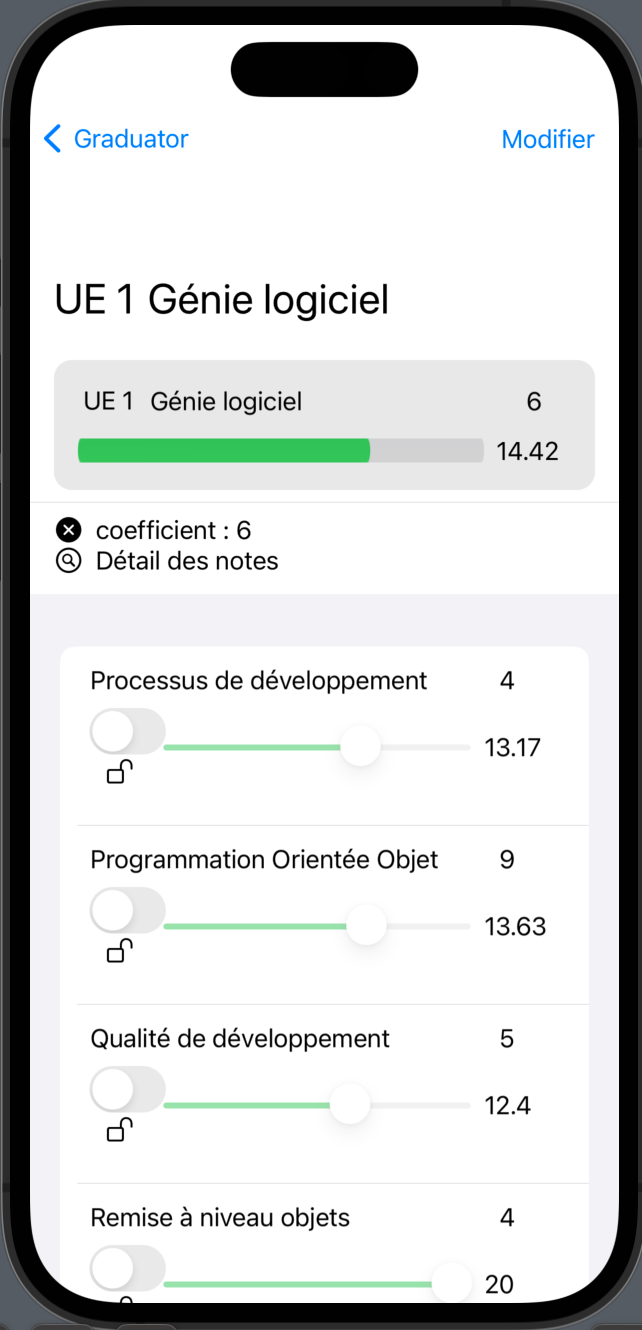 Graduator Modifier
UE 1 Génie logiciel
UE 1 Génie logiciel 6
14.42
coefficient : 6
Détail des notes
Processus de développement 4
13.17
Programmation Orientée Objet 9
13.63
Qualité de développement 5
12.4
Remise à niveau objets 4
20